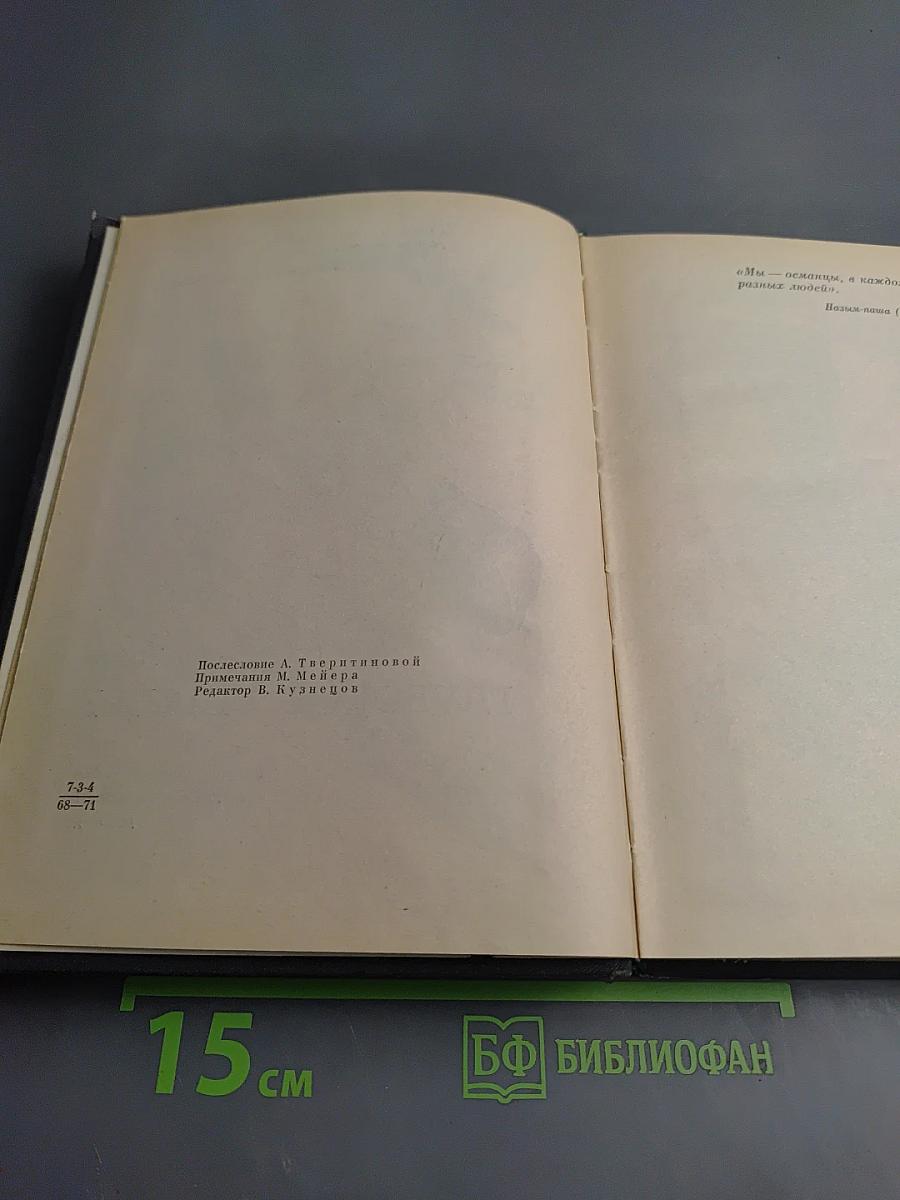 Послесловие А. Тверитиновой
Примечания М. Мейера
Редактор В. Кузнецов
7-3-4
68—71
«Мы — османцы, в каждо
разных людей».
Назым-паша (
15 см
БФ БИБЛИОФАН